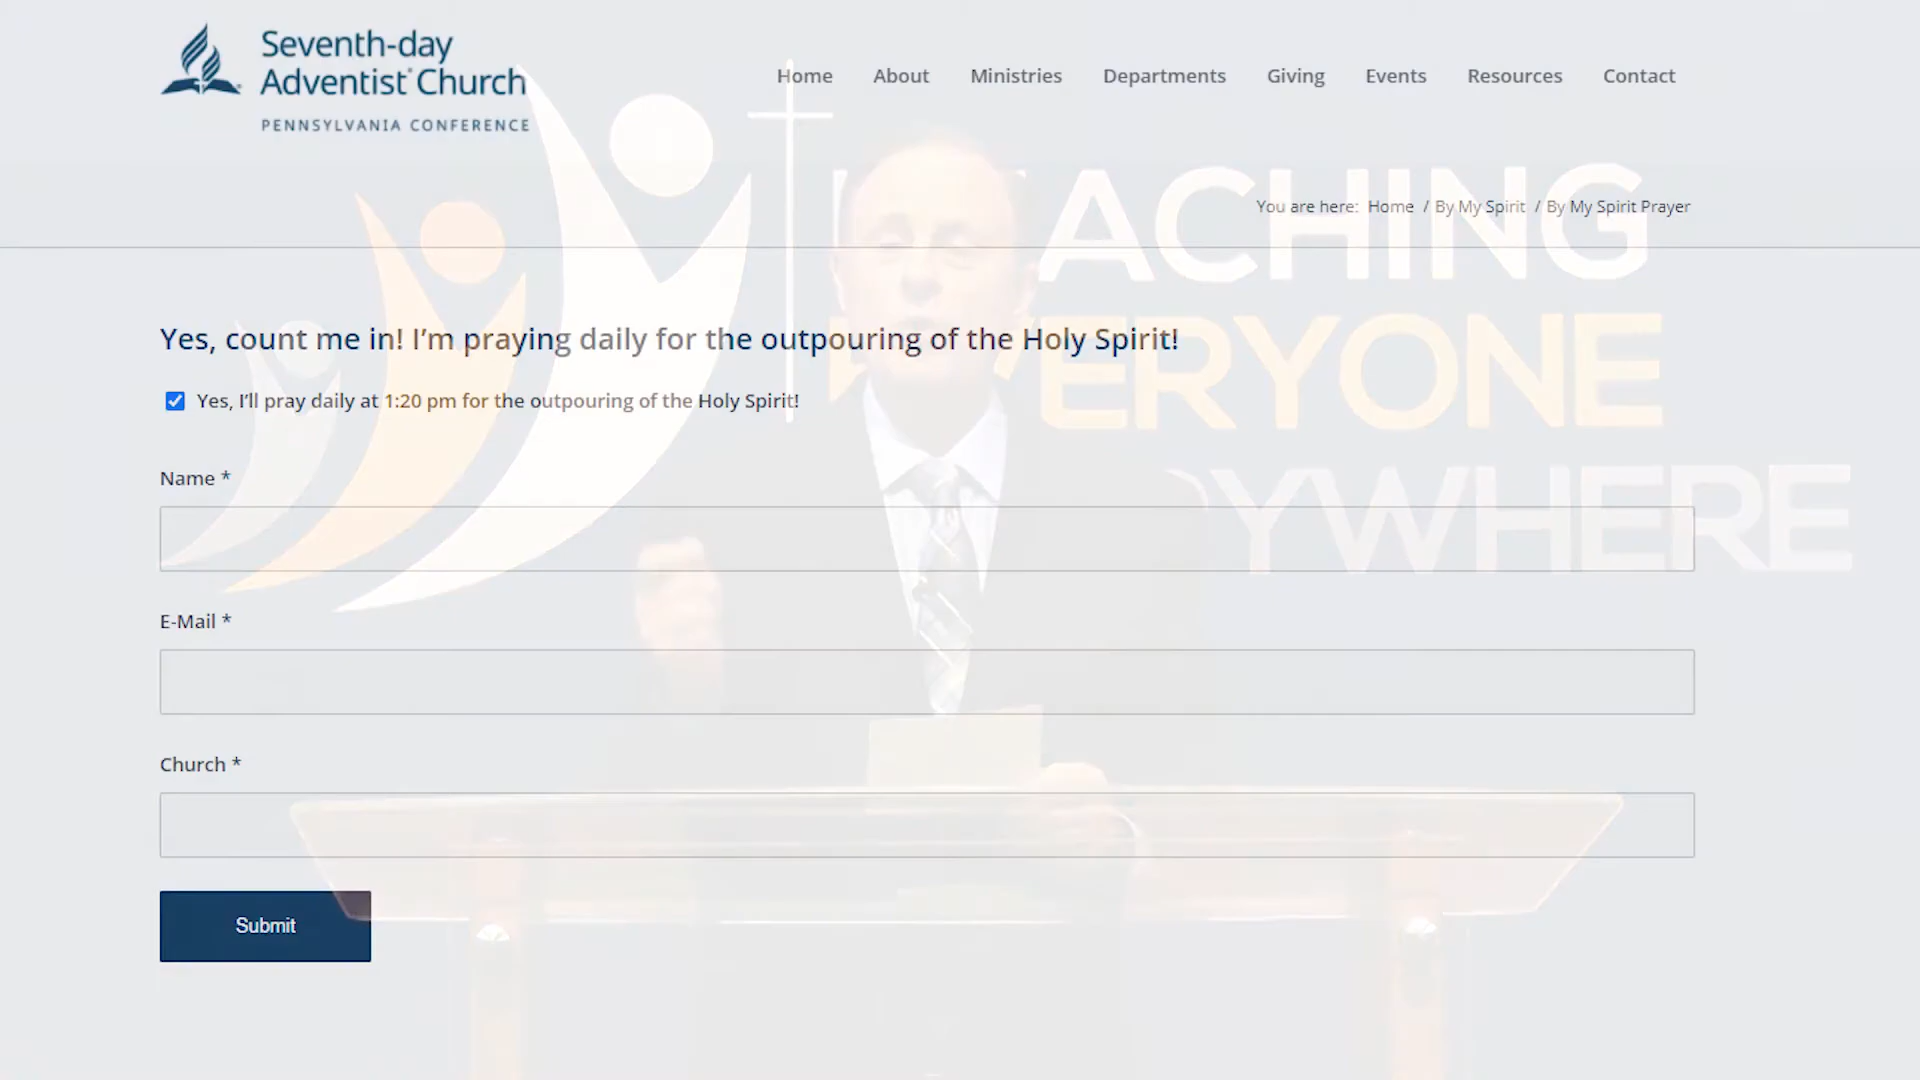 Seventh-day
Adventist® Church
PENNSYLVANIA CONFERENCE
Home About Ministries Departments Giving Events Resources Contact
You are here: Home / By My Spirit / By My Spirit Prayer
ACHING
ERYONE
YWHERE
Yes, count me in! I’m praying daily for the outpouring of the Holy Spirit!
Yes, I’ll pray daily at 1:20 pm for the outpouring of the Holy Spirit!
Name *
E-Mail *
Church *
Submit